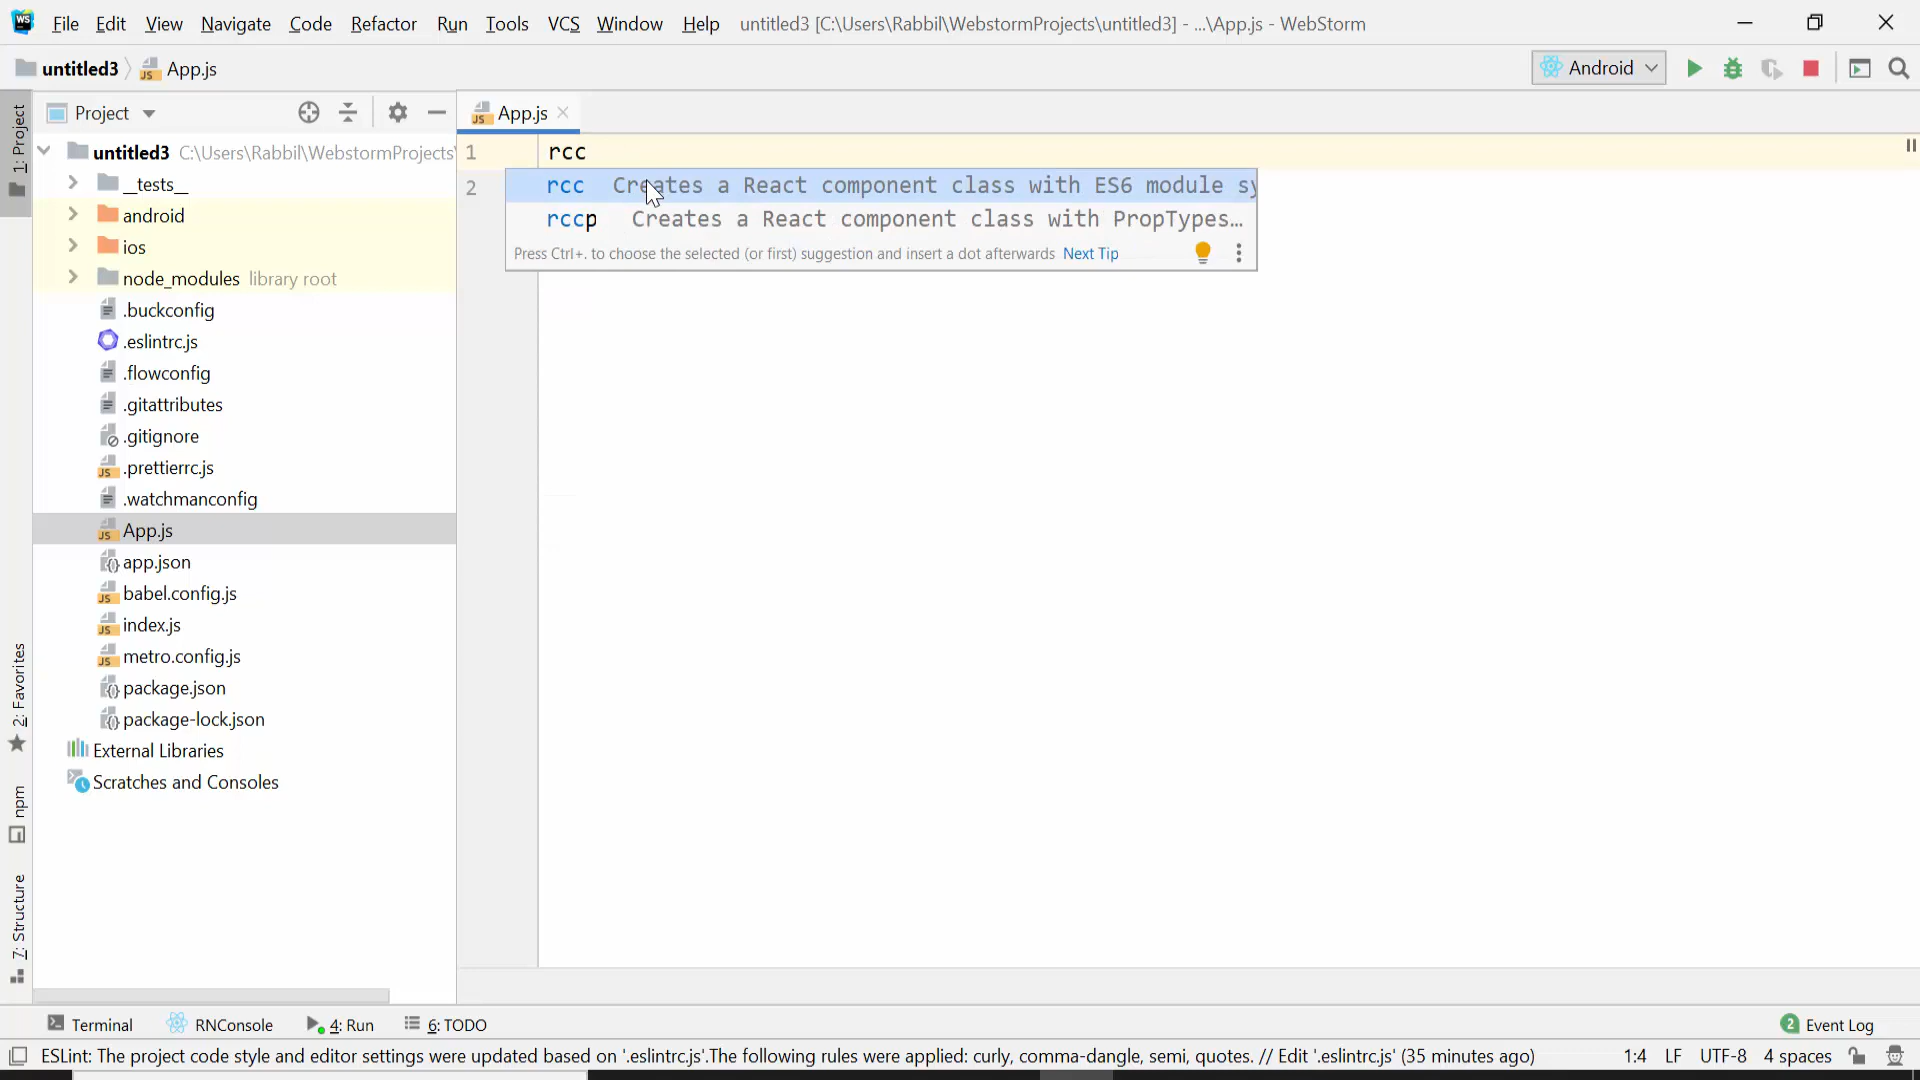 WS File Edit View Navigate Code Refactor Run Tools VCS Window Help untitled3 [C:\Users\Rabbil\WebstormProjects\untitled3] - ...\App.js - WebStorm
untitled3 App.js Android
1: Project
Project
App.js
untitled3 C:\Users\Rabbil\WebstormProjects
1 rcc
__tests__
2
rcc Creates a React component class with ES6 module sy
android
rccp Creates a React component class with PropTypes...
ios
Press Ctrl+. to choose the selected (or first) suggestion and insert a dot afterwards Next Tip
node_modules library root
.buckconfig
.eslintrc.js
.flowconfig
.gitattributes
.gitignore
.prettierrc.js
.watchmanconfig
App.js
app.json
babel.config.js
index.js
metro.config.js
package.json
package-lock.json
External Libraries
Scratches and Consoles
2: Favorites
npm
7: Structure
Terminal RNConsole 4: Run 6: TODO 2 Event Log
ESLint: The project code style and editor settings were updated based on '.eslintrc.js'.The following rules were applied: curly, comma-dangle, semi, quotes. // Edit '.eslintrc.js' (35 minutes ago) 1:4 LF UTF-8 4 spaces